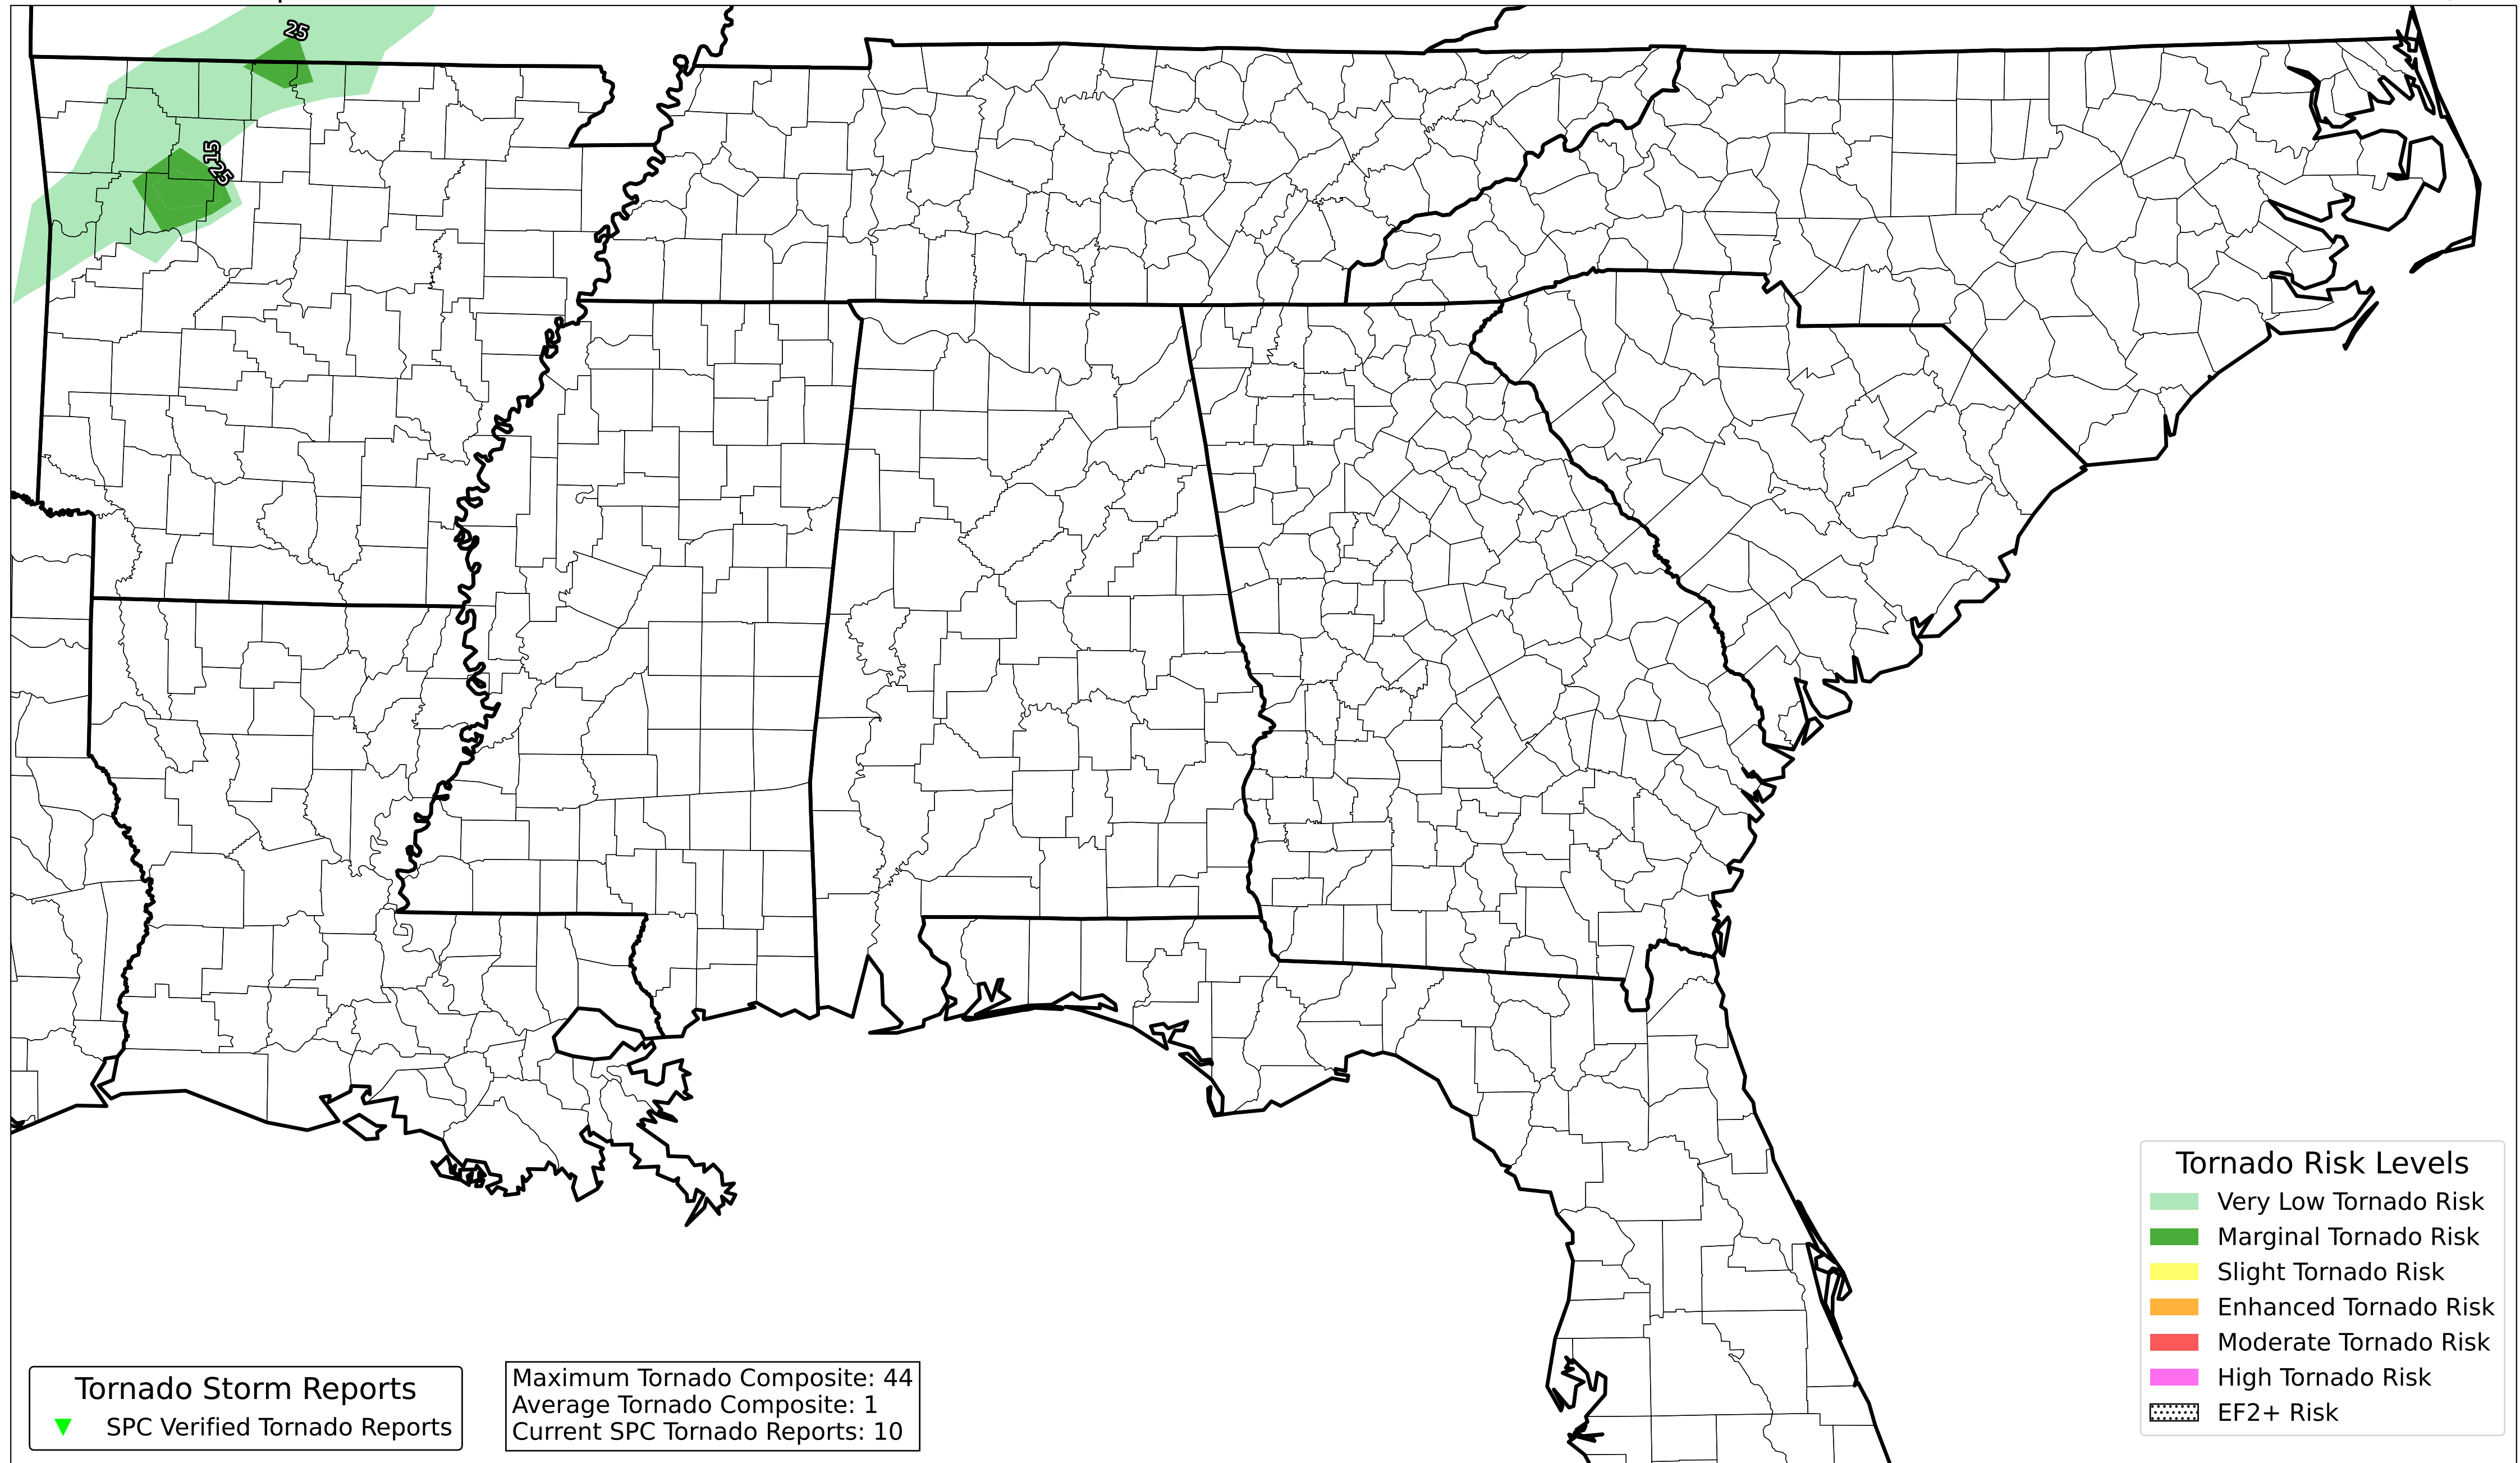 25
15
25
Tornado Risk Levels
Very Low Tornado Risk
Marginal Tornado Risk
Slight Tornado Risk
Enhanced Tornado Risk
Moderate Tornado Risk
High Tornado Risk
EF2+ Risk
Tornado Storm Reports
SPC Verified Tornado Reports
Maximum Tornado Composite: 44
Average Tornado Composite: 1
Current SPC Tornado Reports: 10